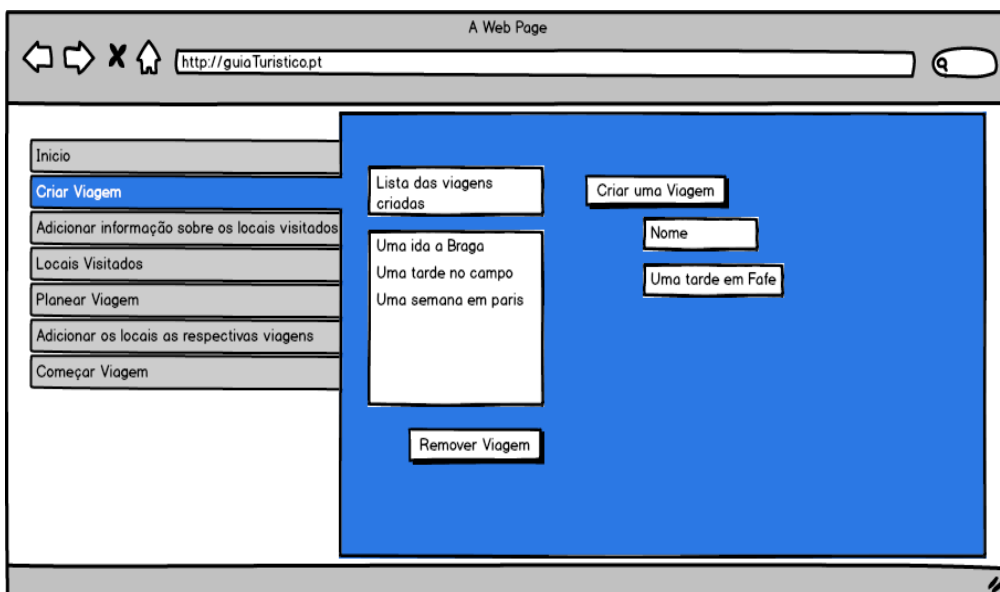 A Web Page
http://guiaTuristico.pt
Inicio
Criar Viagem
Adicionar informação sobre os locais visitados
Locais Visitados
Planear Viagem
Adicionar os locais as respectivas viagens
Começar Viagem
Lista das viagens
criadas
Uma ida a Braga
Uma tarde no campo
Uma semana em paris
Remover Viagem
Criar uma Viagem
Nome
Uma tarde em Fafe